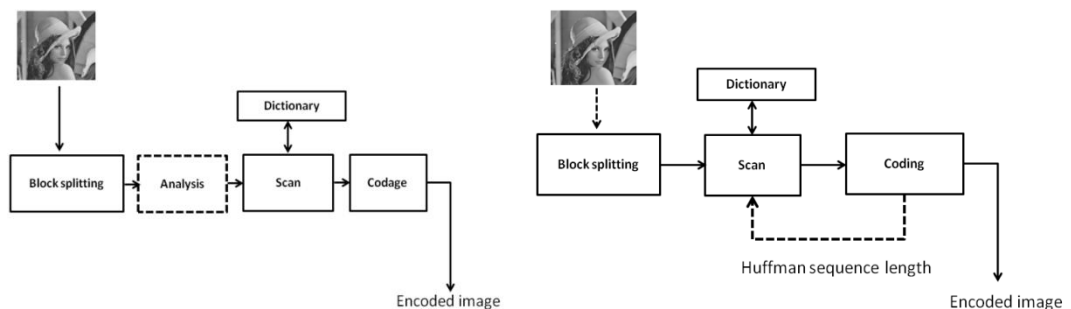 Dictionary
Block splitting
Analysis
Scan
Codage
Encoded image
Dictionary
Block splitting
Scan
Coding
Huffman sequence length
Encoded image